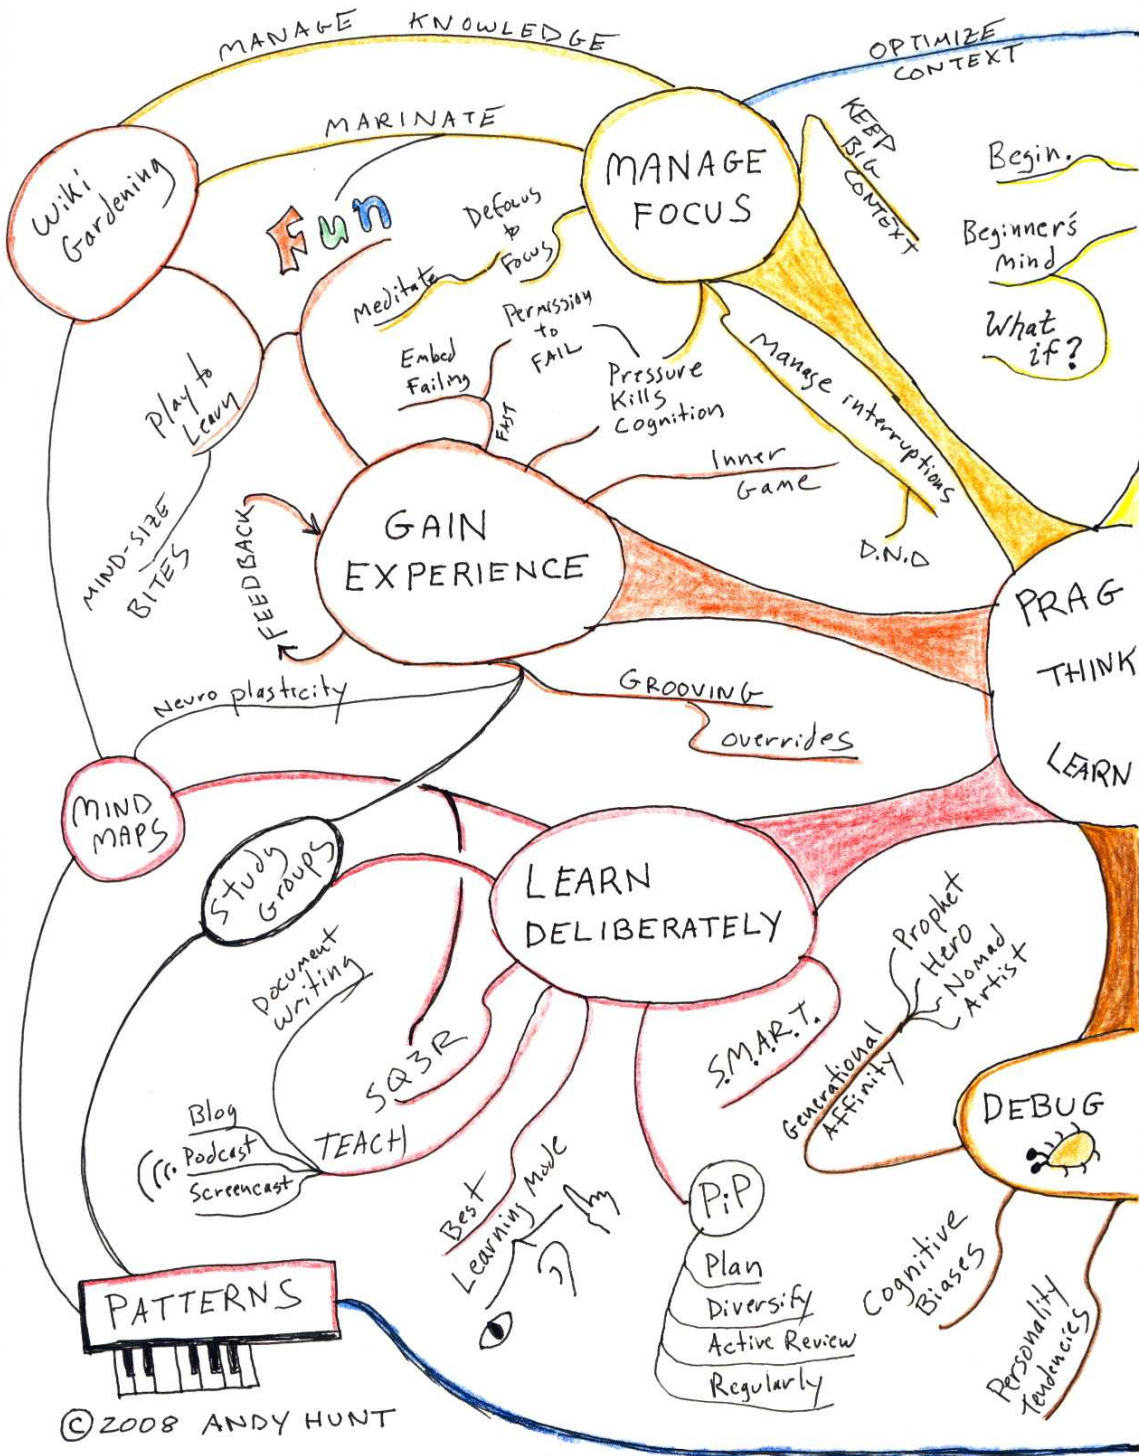 MANAGE KNOWLEDGE
OPTIMIZE
CONTEXT
MARINATE
KEEP
BIG
CONTEXT
MANAGE
FOCUS
Begin.
Wiki
Gardening
Fun
Defocus
to
Focus
Meditate
Beginner's
mind
What
if?
Permission
to
FAIL
Embed
Failing
FAST
Pressure
Kills
Cognition
Manage interruptions
D.N.D
Play to
Learn
MIND-SIZE
BITES
Inner
Game
FEEDBACK
GAIN
EXPERIENCE
PRAG
THINK
LEARN
Neuro plasticity
GROOVING
overrides
MIND
MAPS
Study
Groups
LEARN
DELIBERATELY
Document
Writing
SQ3R
S.M.A.R.T.
Prophet
Hero
Nomad
Artist
Generational
Affinity
DEBUG
TEACH
Blog
Podcast
Screencast
Best
Learning Mode
PiP
Plan
Diversify
Active Review
Regularly
Cognitive
Biases
Personality
Tendencies
PATTERNS
© 2008 ANDY HUNT